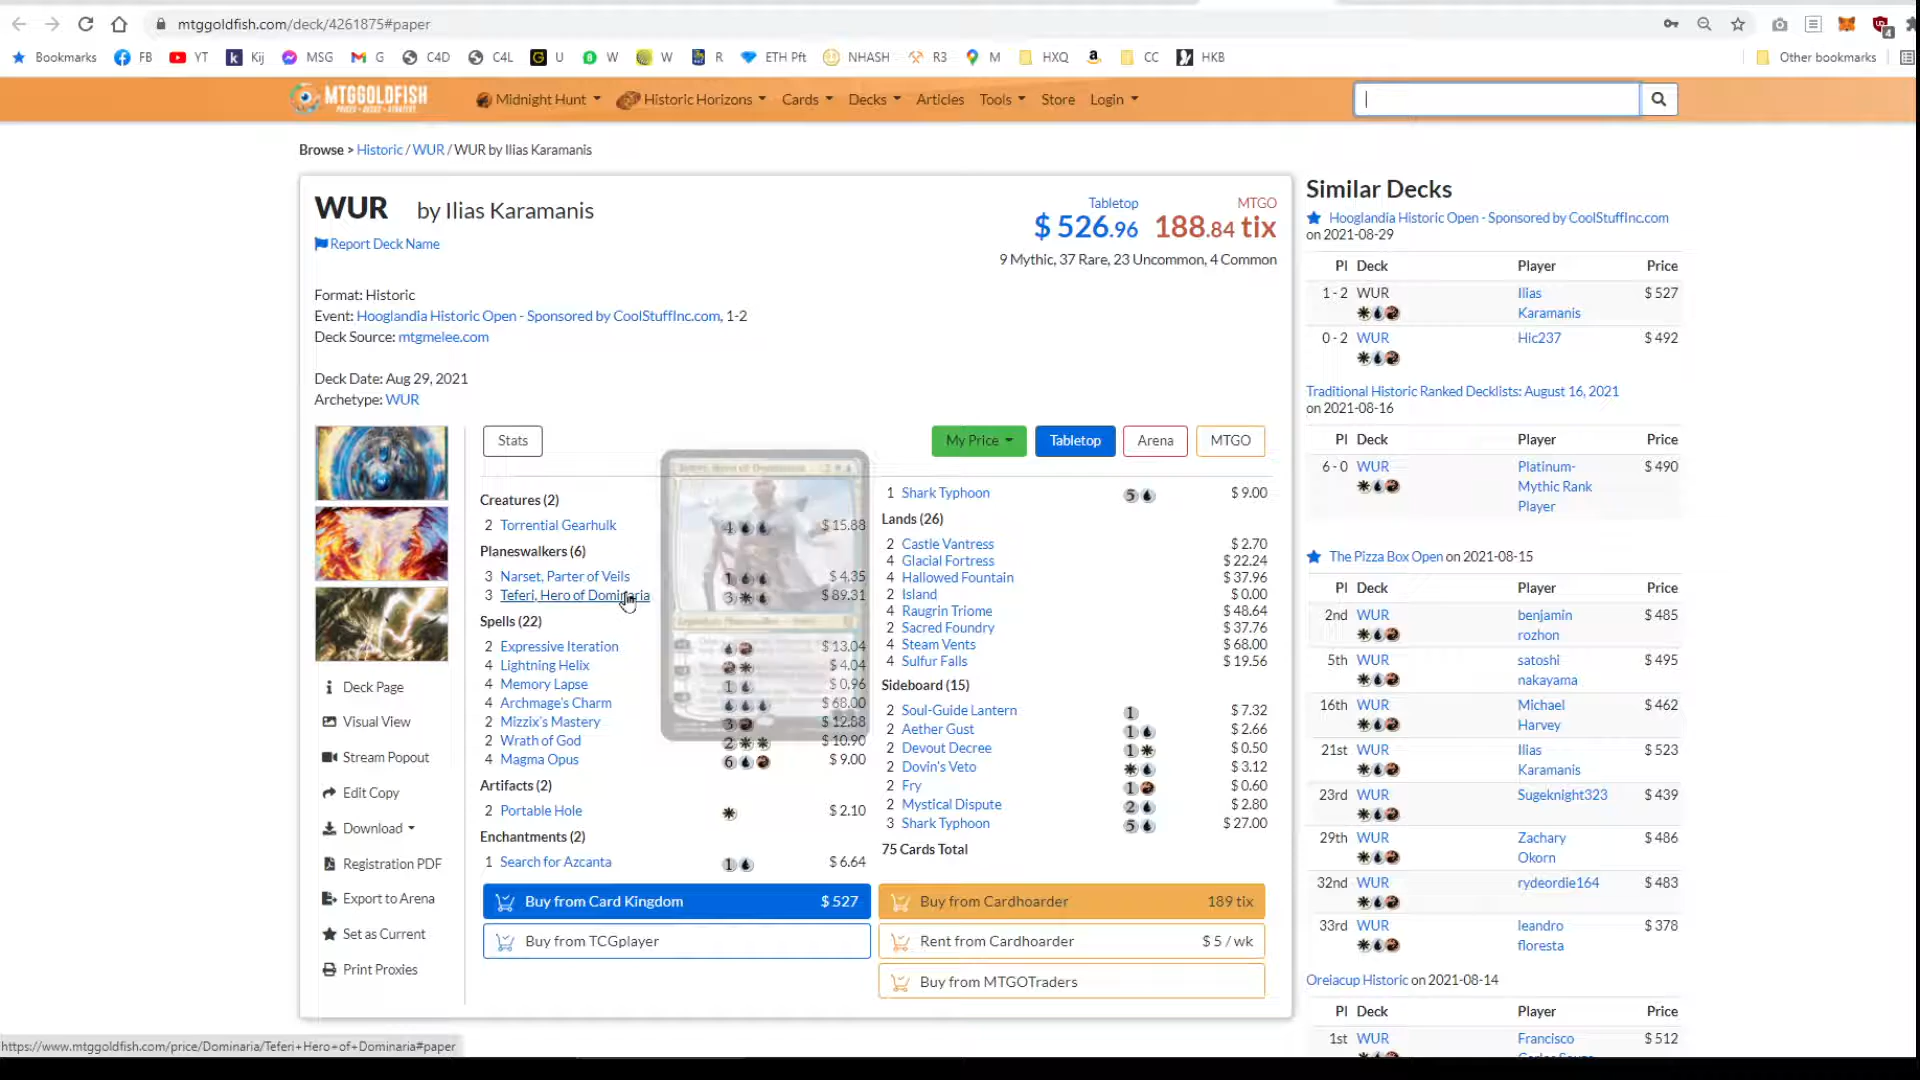 mtggoldfish.com/deck/4261875#paper
Bookmarks FB YT Kij MSG G C4D C4L U W W R ETH Pft NHASH R3 M HXQ CC HKB Other bookmarks
MTGGOLDFISH Midnight Hunt Historic Horizons Cards Decks Articles Tools Store Login
Browse > Historic / WUR / WUR by Ilias Karamanis
WUR by Ilias Karamanis
Report Deck Name
Tabletop MTGO
$ 526.96 188.84 tix
9 Mythic, 37 Rare, 23 Uncommon, 4 Common
Format: Historic
Event: Hooglandia Historic Open - Sponsored by CoolStuffInc.com, 1-2
Deck Source: mtgmelee.com
Deck Date: Aug 29, 2021
Archetype: WUR
Stats My Price Tabletop Arena MTGO
Creatures (2)
2 Torrential Gearhulk 4 $ 15.88
Planeswalkers (6)
3 Narset, Parter of Veils 1 $ 4.35
3 Teferi, Hero of Dominaria 3 $ 89.31
Spells (22)
2 Expressive Iteration $ 13.04
4 Lightning Helix $ 4.04
4 Memory Lapse 1 $ 0.96
4 Archmage's Charm $ 68.00
2 Mizzix's Mastery 3 $ 12.88
2 Wrath of God 2 $ 10.90
4 Magma Opus 6 $ 9.00
Artifacts (2)
2 Portable Hole $ 2.10
Enchantments (2)
1 Search for Azcanta 1 $ 6.64
1 Shark Typhoon 5 $ 9.00
Lands (26)
2 Castle Vantress $ 2.70
4 Glacial Fortress $ 22.24
4 Hallowed Fountain $ 37.96
2 Island $ 0.00
4 Raugrin Triome $ 48.64
2 Sacred Foundry $ 37.76
4 Steam Vents $ 68.00
4 Sulfur Falls $ 19.56
Sideboard (15)
2 Soul-Guide Lantern 1 $ 7.32
2 Aether Gust 1 $ 2.66
2 Devout Decree 1 $ 0.50
2 Dovin's Veto $ 3.12
2 Fry 1 $ 0.60
2 Mystical Dispute 2 $ 2.80
3 Shark Typhoon 5 $ 27.00
75 Cards Total
Deck Page
Visual View
Stream Popout
Edit Copy
Download
Registration PDF
Export to Arena
Set as Current
Print Proxies
Buy from Card Kingdom $ 527
Buy from TCGplayer
Buy from Cardhoarder 189 tix
Rent from Cardhoarder $ 5 / wk
Buy from MTGOTraders
Similar Decks
Hooglandia Historic Open - Sponsored by CoolStuffInc.com
on 2021-08-29
Pl Deck Player Price
1 - 2 WUR Ilias Karamanis $ 527
0 - 2 WUR Hic237 $ 492
Traditional Historic Ranked Decklists: August 16, 2021
on 2021-08-16
Pl Deck Player Price
6 - 0 WUR Platinum-Mythic Rank Player $ 490
The Pizza Box Open on 2021-08-15
Pl Deck Player Price
2nd WUR benjamin rozhon $ 485
5th WUR satoshi nakayama $ 495
16th WUR Michael Harvey $ 462
21st WUR Ilias Karamanis $ 523
23rd WUR Sugeknight323 $ 439
29th WUR Zachary Okorn $ 486
32nd WUR rydeordie164 $ 483
33rd WUR leandro floresta $ 378
Oreiacup Historic on 2021-08-14
Pl Deck Player Price
1st WUR Francisco $ 512
https://www.mtggoldfish.com/price/Dominaria/Teferi+Hero+of+Dominaria#paper